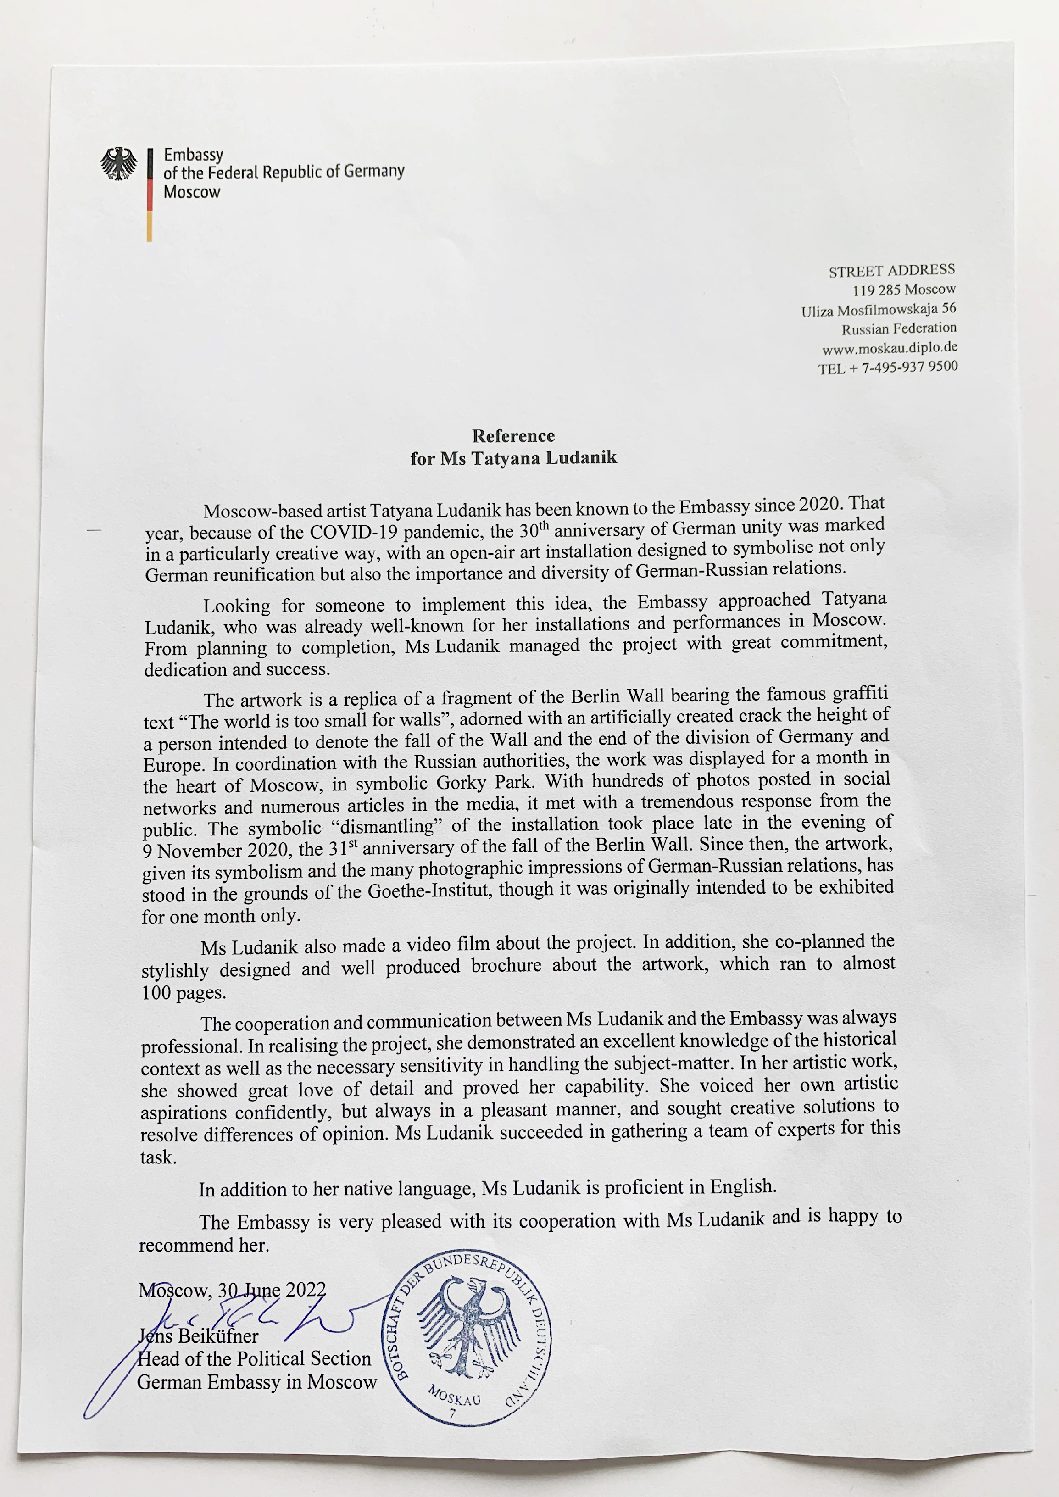 Embassy
of the Federal Republic of Germany
Moscow
STREET ADDRESS
119 285 Moscow
Uliza Mosfilmowskaja 56
Russian Federation
www.moskau.diplo.de
TEL + 7-495-937 9500
Reference
for Ms Tatyana Ludanik
Moscow-based artist Tatyana Ludanik has been known to the Embassy since 2020. That
year, because of the COVID-19 pandemic, the 30th anniversary of German unity was marked
in a particularly creative way, with an open-air art installation designed to symbolise not only
German reunification but also the importance and diversity of German-Russian relations.
Looking for someone to implement this idea, the Embassy approached Tatyana
Ludanik, who was already well-known for her installations and performances in Moscow.
From planning to completion, Ms Ludanik managed the project with great commitment,
dedication and success.
The artwork is a replica of a fragment of the Berlin Wall bearing the famous graffiti
text “The world is too small for walls”, adorned with an artificially created crack the height of
a person intended to denote the fall of the Wall and the end of the division of Germany and
Europe. In coordination with the Russian authorities, the work was displayed for a month in
the heart of Moscow, in symbolic Gorky Park. With hundreds of photos posted in social
networks and numerous articles in the media, it met with a tremendous response from the
public. The symbolic “dismantling” of the installation took place late in the evening of
9 November 2020, the 31st anniversary of the fall of the Berlin Wall. Since then, the artwork,
given its symbolism and the many photographic impressions of German-Russian relations, has
stood in the grounds of the Goethe-Institut, though it was originally intended to be exhibited
for one month only.
Ms Ludanik also made a video film about the project. In addition, she co-planned the
stylishly designed and well produced brochure about the artwork, which ran to almost
100 pages.
The cooperation and communication between Ms Ludanik and the Embassy was always
professional. In realising the project, she demonstrated an excellent knowledge of the historical
context as well as the necessary sensitivity in handling the subject-matter. In her artistic work,
she showed great love of detail and proved her capability. She voiced her own artistic
aspirations confidently, but always in a pleasant manner, and sought creative solutions to
resolve differences of opinion. Ms Ludanik succeeded in gathering a team of experts for this
task.
In addition to her native language, Ms Ludanik is proficient in English.
The Embassy is very pleased with its cooperation with Ms Ludanik and is happy to
recommend her.
Moscow, 30 June 2022
Jens Beiküfner
Head of the Political Section
German Embassy in Moscow
BOTSCHAFT DER BUNDESREPUBLIK DEUTSCHLAND
MOSKAU
7